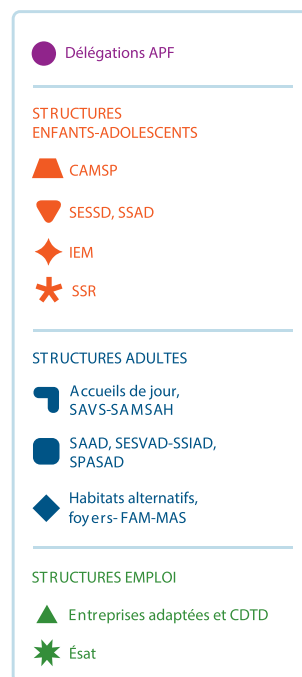 Délégations APF
STRUCTURES
ENFANTS-ADOLESCENTS
CAMSP
SESSD, SSAD
IEM
SSR
STRUCTURES ADULTES
Accueils de jour,
SAVS-SAMSAH
SAAD, SESVAD-SSIAD,
SPASAD
Habitats alternatifs,
foyers- FAM-MAS
STRUCTURES EMPLOI
Entreprises adaptées et CDTD
Ésat